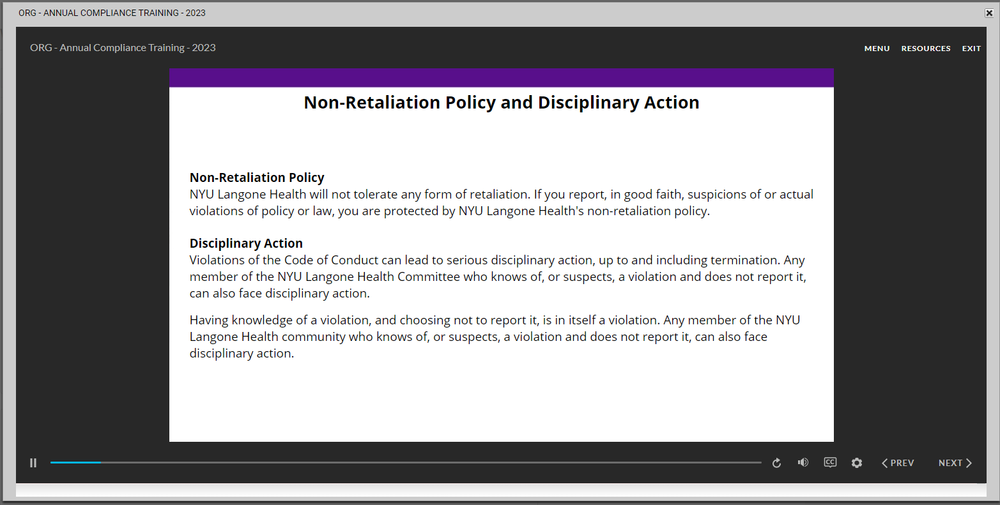 ORG - ANNUAL COMPLIANCE TRAINING - 2023
ORG - Annual Compliance Training - 2023
MENU RESOURCES EXIT
Non-Retaliation Policy and Disciplinary Action
Non-Retaliation Policy
NYU Langone Health will not tolerate any form of retaliation. If you report, in good faith, suspicions of or actual
violations of policy or law, you are protected by NYU Langone Health's non-retaliation policy.
Disciplinary Action
Violations of the Code of Conduct can lead to serious disciplinary action, up to and including termination. Any
member of the NYU Langone Health Committee who knows of, or suspects, a violation and does not report it,
can also face disciplinary action.
Having knowledge of a violation, and choosing not to report it, is in itself a violation. Any member of the NYU
Langone Health community who knows of, or suspects, a violation and does not report it, can also face
disciplinary action.
CC PREV NEXT